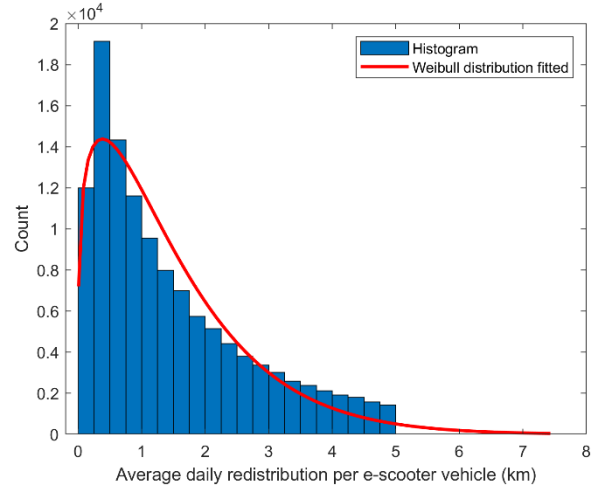 ×10⁴
2
1.8
1.6
1.4
1.2
1
0.8
0.6
0.4
0.2
0
Count
Histogram
Weibull distribution fitted
0 1 2 3 4 5 6 7 8
Average daily redistribution per e-scooter vehicle (km)